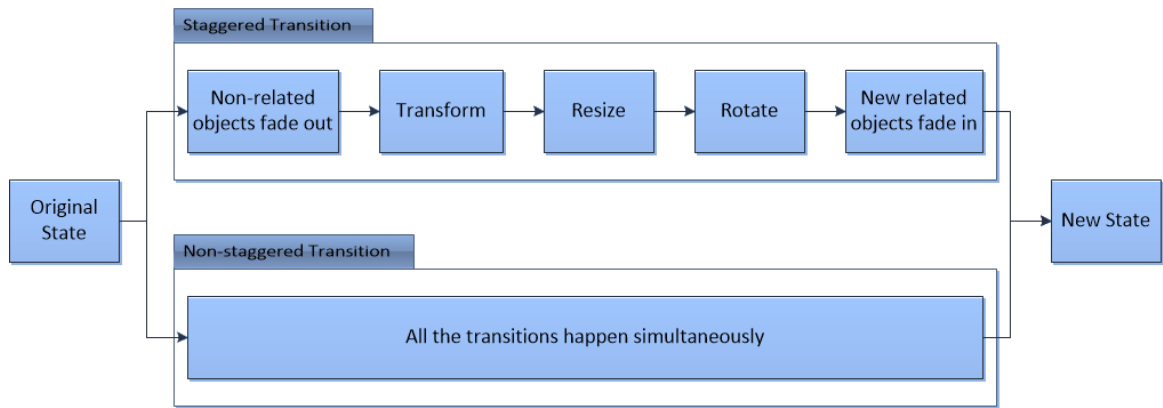 Staggered Transition
Non-related
objects fade out
Transform
Resize
Rotate
New related
objects fade in
Original
State
New State
Non-staggered Transition
All the transitions happen simultaneously